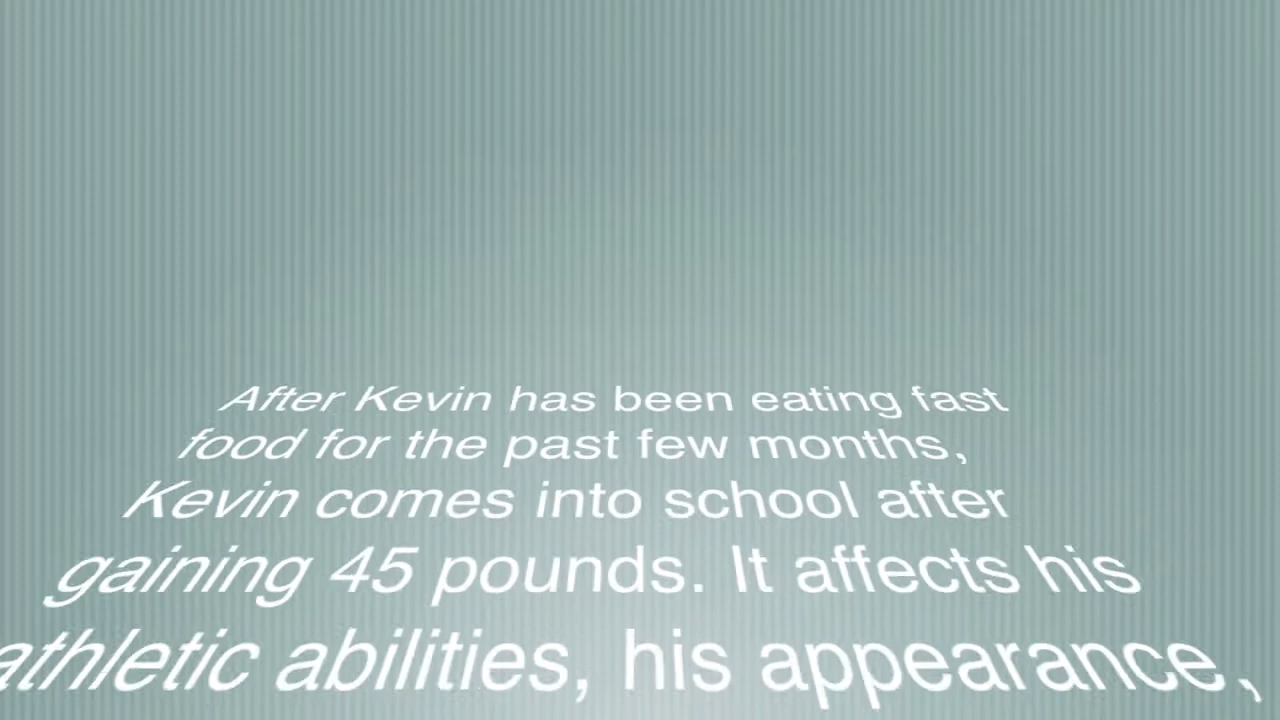 After Kevin has been eating fast
food for the past few months,
Kevin comes into school after
gaining 45 pounds. It affects his
athletic abilities, his appearance,